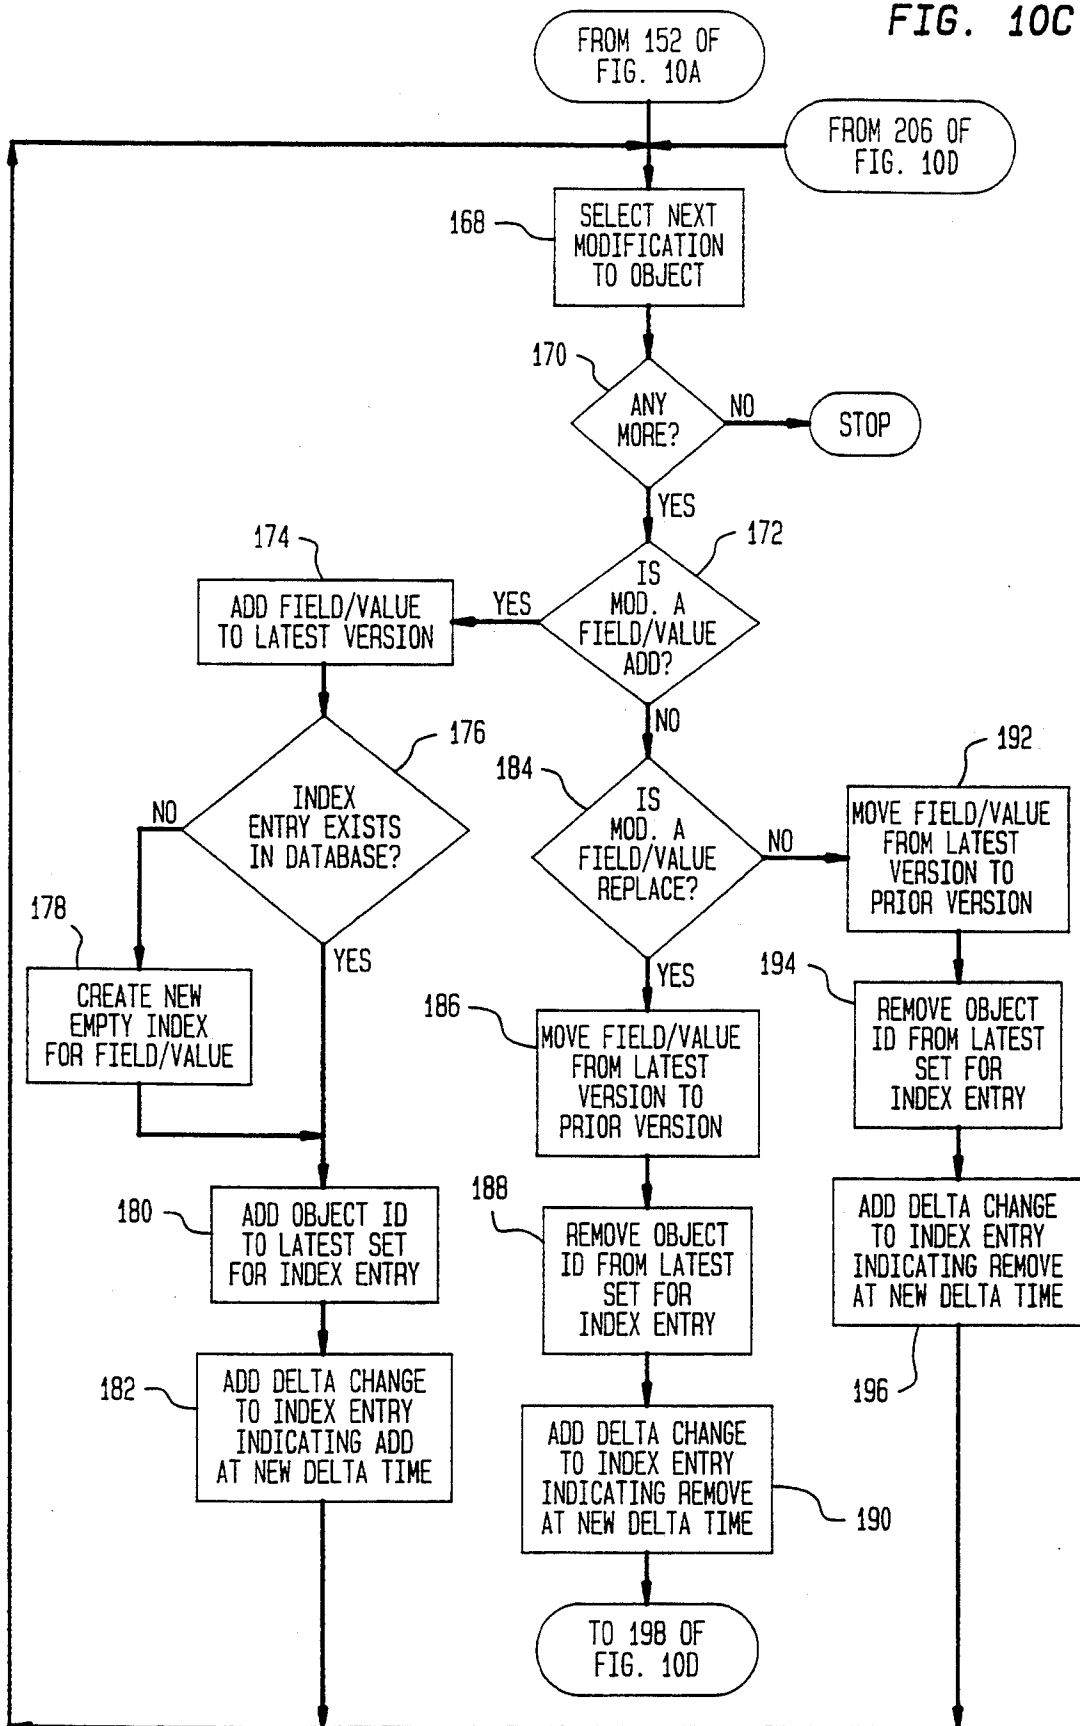 FIG. 10C
FROM 152 OF
FIG. 10A
FROM 206 OF
FIG. 10D
168
SELECT NEXT
MODIFICATION
TO OBJECT
170
ANY
MORE?
NO
STOP
YES
172
IS
MOD. A
FIELD/VALUE
ADD?
YES
174
ADD FIELD/VALUE
TO LATEST VERSION
NO
176
INDEX
ENTRY EXISTS
IN DATABASE?
NO
YES
178
CREATE NEW
EMPTY INDEX
FOR FIELD/VALUE
180
ADD OBJECT ID
TO LATEST SET
FOR INDEX ENTRY
182
ADD DELTA CHANGE
TO INDEX ENTRY
INDICATING ADD
AT NEW DELTA TIME
184
IS
MOD. A
FIELD/VALUE
REPLACE?
NO
YES
186
MOVE FIELD/VALUE
FROM LATEST
VERSION TO
PRIOR VERSION
188
REMOVE OBJECT
ID FROM LATEST
SET FOR
INDEX ENTRY
ADD DELTA CHANGE
TO INDEX ENTRY
INDICATING REMOVE
AT NEW DELTA TIME
190
TO 198 OF
FIG. 10D
192
MOVE FIELD/VALUE
FROM LATEST
VERSION TO
PRIOR VERSION
194
REMOVE OBJECT
ID FROM LATEST
SET FOR
INDEX ENTRY
ADD DELTA CHANGE
TO INDEX ENTRY
INDICATING REMOVE
AT NEW DELTA TIME
196